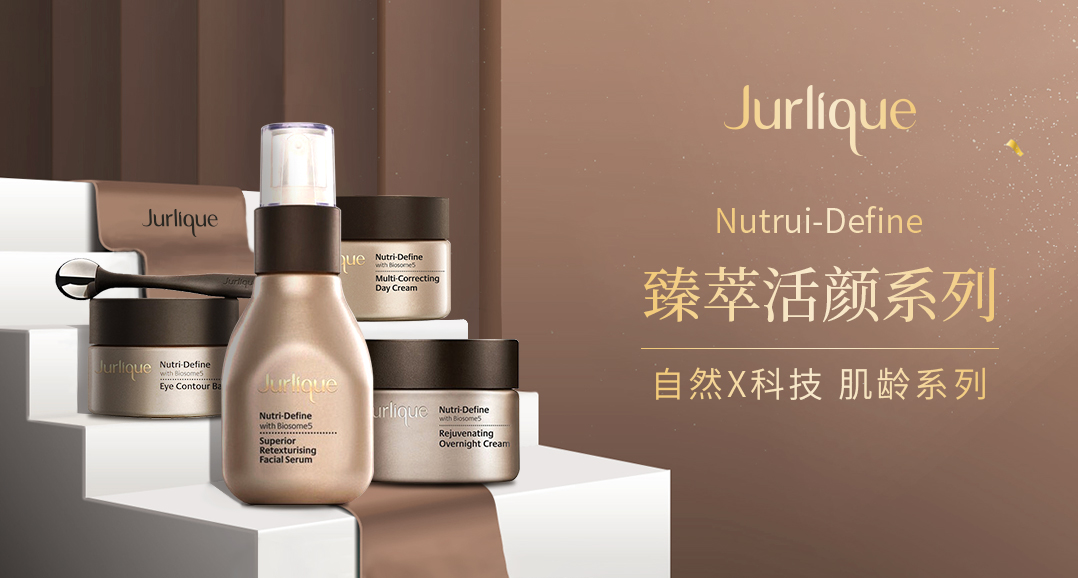 Jurlique
Nutrui-Define
臻萃活颜系列
自然X科技 肌龄系列
Jurlique
Jurlique
Nutri-Define
with Biosome5
Multi-Correcting
Day Cream
Jurlique
Nutri-Define
with Biosome5
Eye Contour
Jurlique
Nutri-Define
with Biosome5
Superior
Retexturising
Facial Serum
urlique
Nutri-Define
with Biosome5
Rejuvenating
Overnight Cream